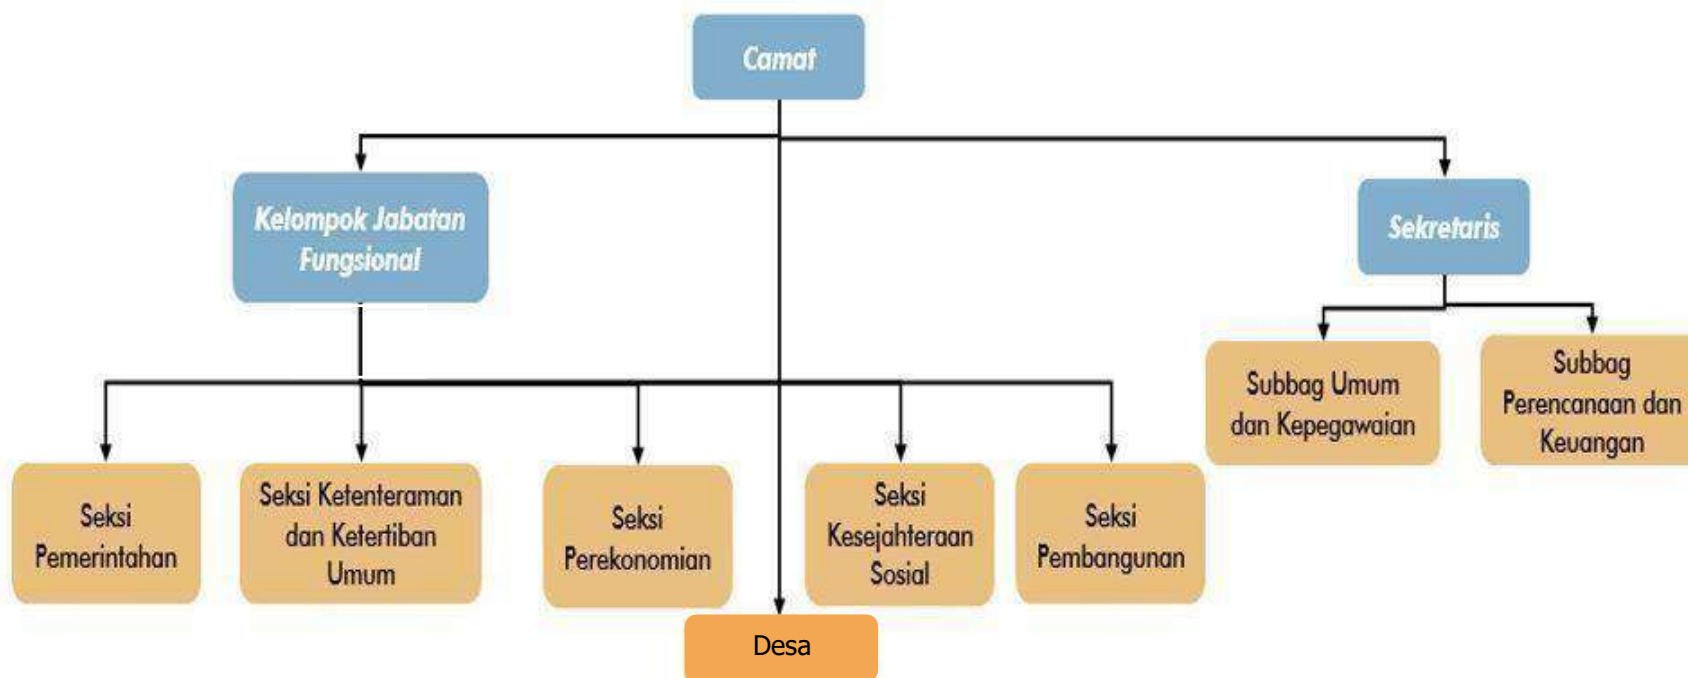 Camat
Kelompok Jabatan
Fungsional
Sekretaris
Subbag Umum
dan Kepegawaian
Subbag
Perencanaan dan
Keuangan
Seksi
Pemerintahan
Seksi Ketenteraman
dan Ketertiban
Umum
Seksi
Perekonomian
Seksi
Kesejahteraan
Sosial
Seksi
Pembangunan
Desa